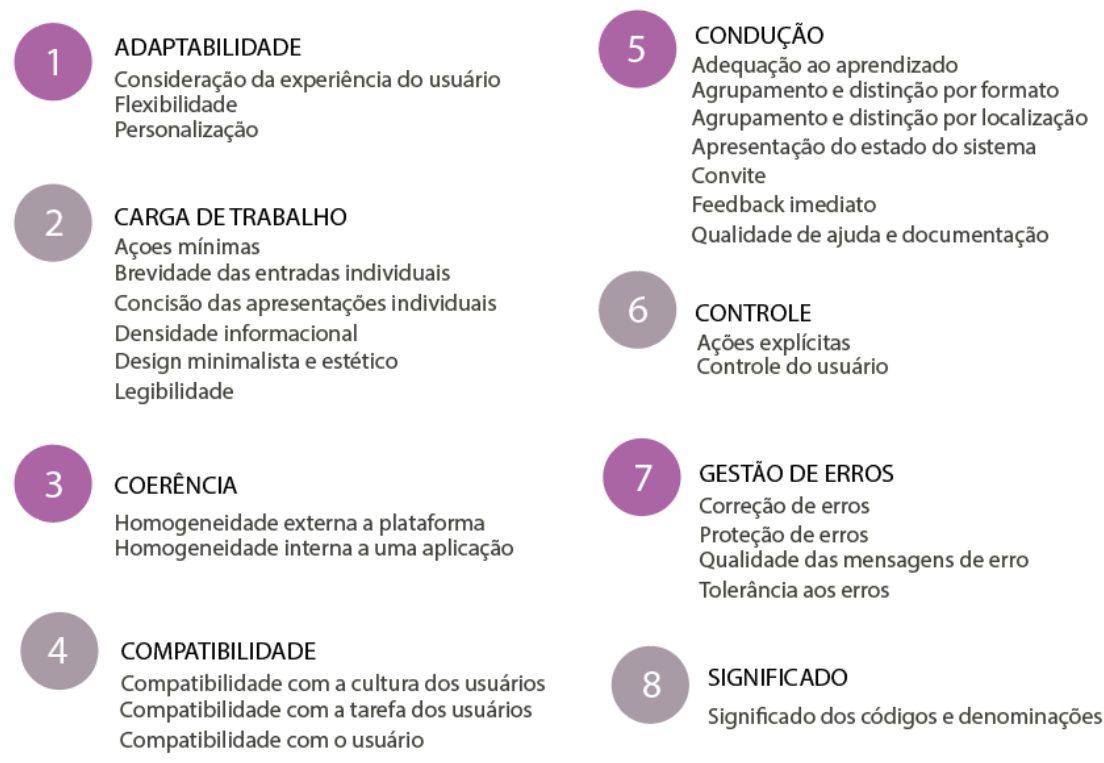 1
ADAPTABILIDADE
Consideração da experiência do usuário
Flexibilidade
Personalização
2
CARGA DE TRABALHO
Açoes mínimas
Brevidade das entradas individuais
Concisão das apresentações individuais
Densidade informacional
Design minimalista e estético
Legibilidade
3
COERÊNCIA
Homogeneidade externa a plataforma
Homogeneidade interna a uma aplicação
4
COMPATIBILIDADE
Compatibilidade com a cultura dos usuários
Compatibilidade com a tarefa dos usuários
Compatibilidade com o usuário
5
CONDUÇÃO
Adequação ao aprendizado
Agrupamento e distinção por formato
Agrupamento e distinção por localização
Apresentação do estado do sistema
Convite
Feedback imediato
Qualidade de ajuda e documentação
6
CONTROLE
Ações explícitas
Controle do usuário
7
GESTÃO DE ERROS
Correção de erros
Proteção de erros
Qualidade das mensagens de erro
Tolerância aos erros
8
SIGNIFICADO
Significado dos códigos e denominações